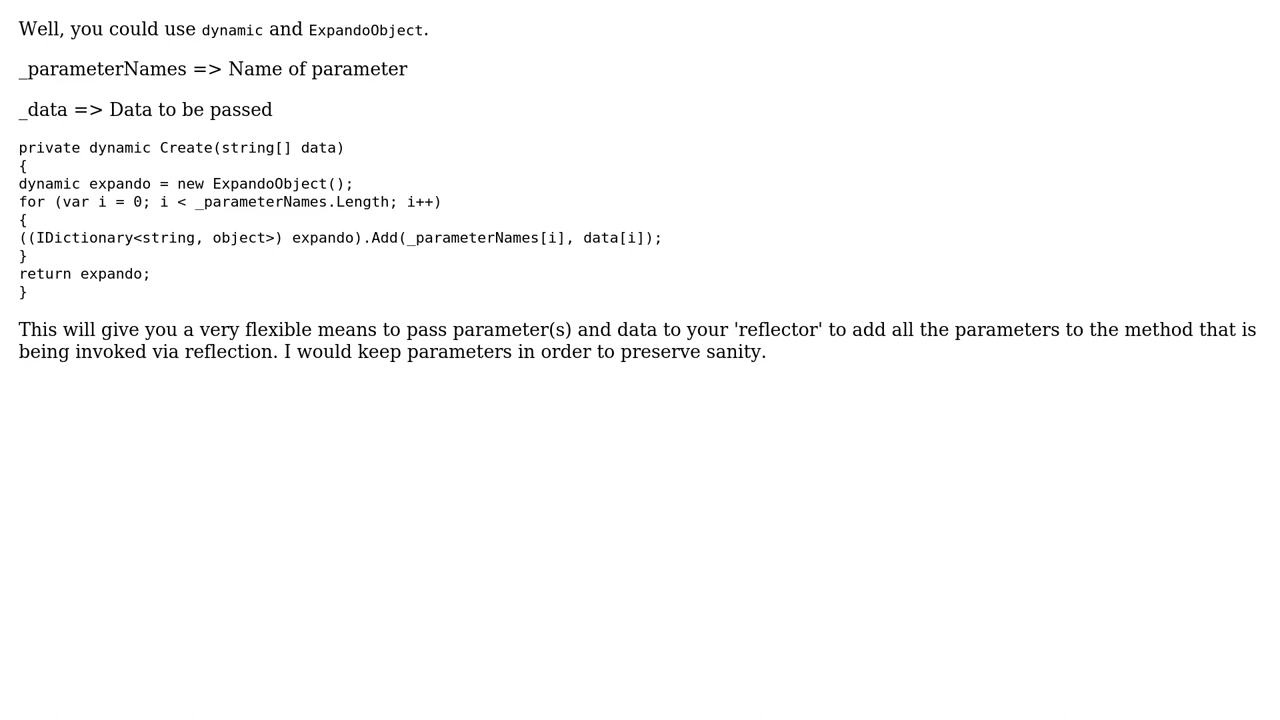 Well, you could use dynamic and ExpandoObject.
_parameterNames => Name of parameter
_data => Data to be passed
private dynamic Create(string[] data)
{
dynamic expando = new ExpandoObject();
for (var i = 0; i < _parameterNames.Length; i++)
{
((IDictionary<string, object>) expando).Add(_parameterNames[i], data[i]);
}
return expando;
}
This will give you a very flexible means to pass parameter(s) and data to your 'reflector' to add all the parameters to the method that is
being invoked via reflection. I would keep parameters in order to preserve sanity.